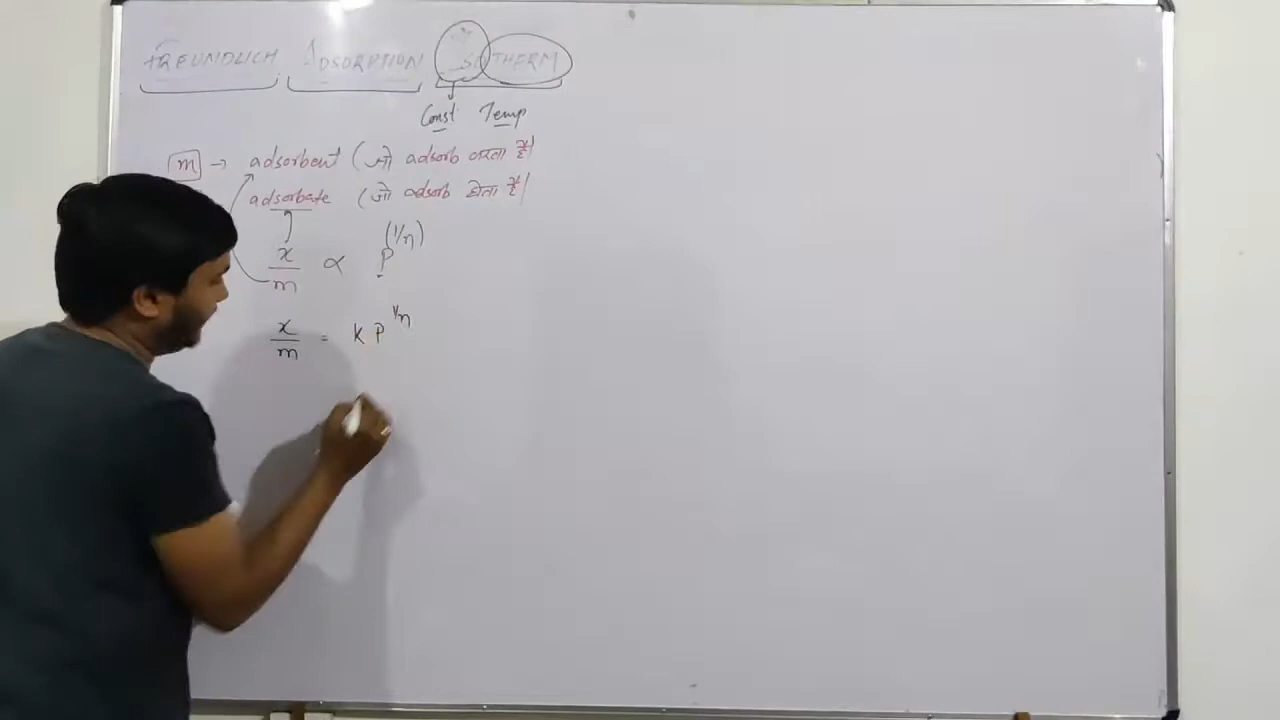 FREUNDLICH ADSORPTION ISOTHERM
Const Temp
m → adsorbent (जो adsorb करता है)
adsorbate (जो adsorb होता है)
x/m ∝ P^(1/n)
x/m = K P^1/n